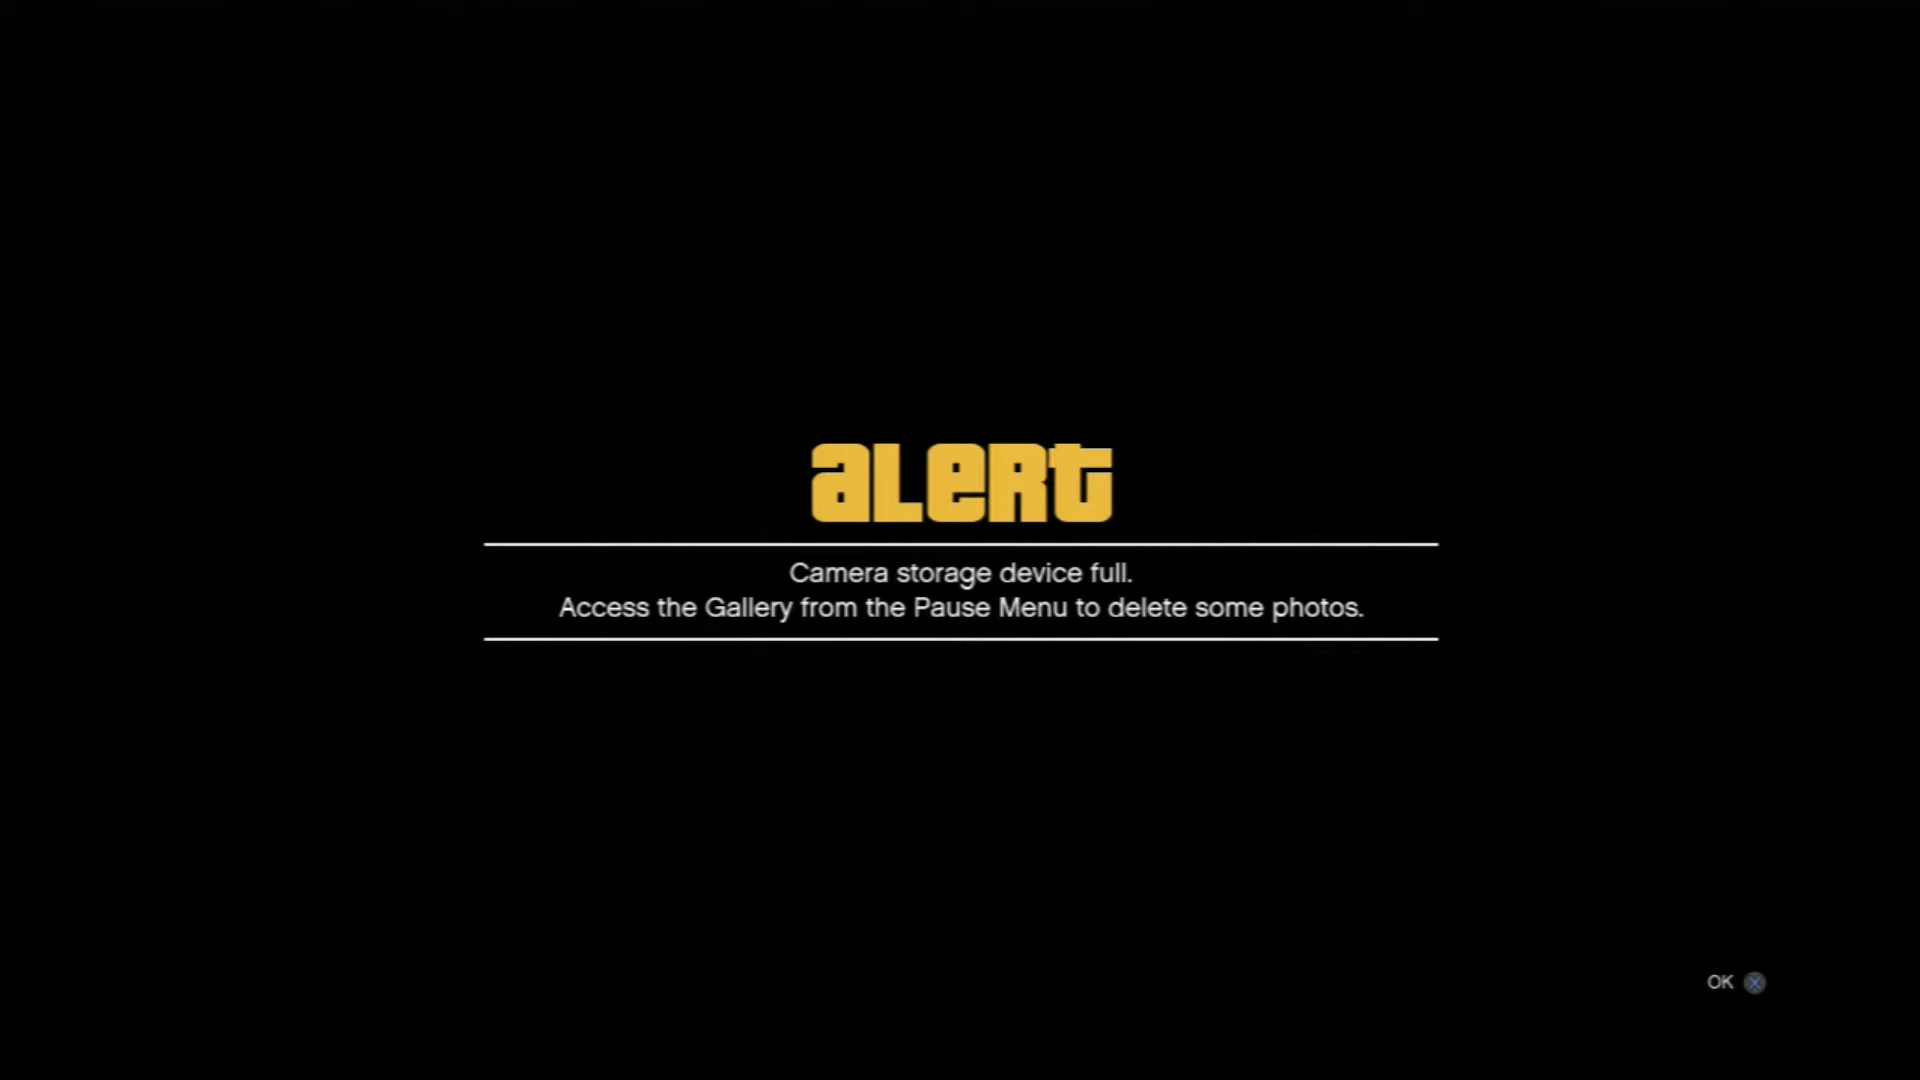 alert
Camera storage device full.
Access the Gallery from the Pause Menu to delete some photos.
OK